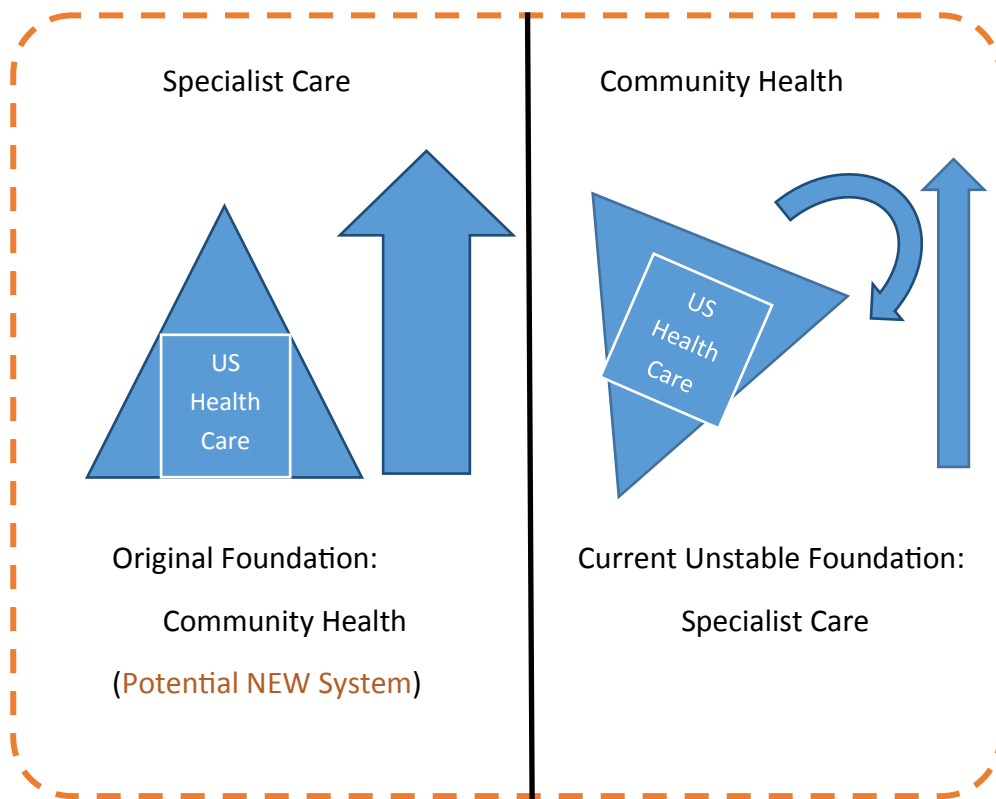 Specialist Care
US
Health
Care
Original Foundation:
Community Health
(Potential NEW System)
Community Health
US
Health
Care
Current Unstable Foundation:
Specialist Care